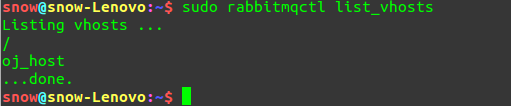 snow@snow-Lenovo:~$ sudo rabbitmqctl list_vhosts
Listing vhosts ...
/
oj_host
...done.
snow@snow-Lenovo:~$